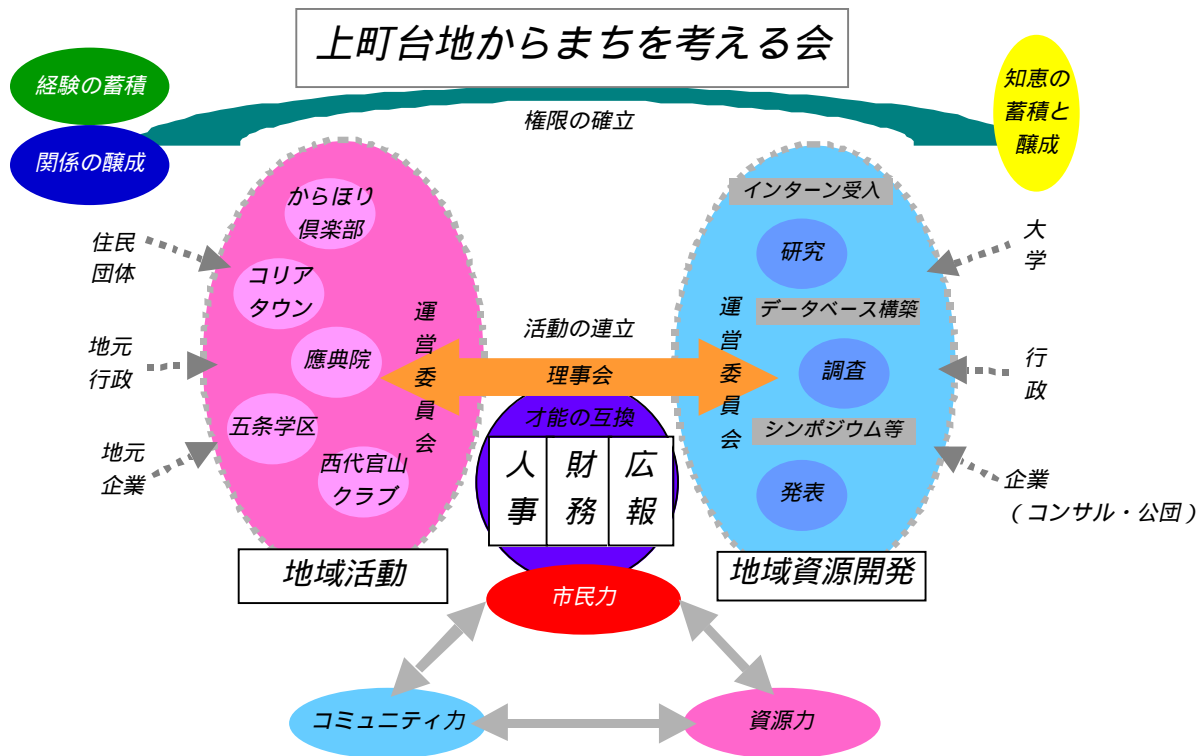 上町台地からまちを考える会
経験の蓄積
関係の醸成
知恵の
蓄積と
醸成
権限の確立
住民
団体
地元
行政
地元
企業
からほり
倶楽部
コリア
タウン
應典院
五条学区
西代官山
クラブ
運営委員会
地域活動
活動の連立
理事会
才能の互換
人事
財務
広報
運営委員会
インターン受入
研究
データベース構築
調査
シンポジウム等
発表
地域資源開発
大学
行政
企業
(コンサル・公団)
市民力
コミュニティ力
資源力